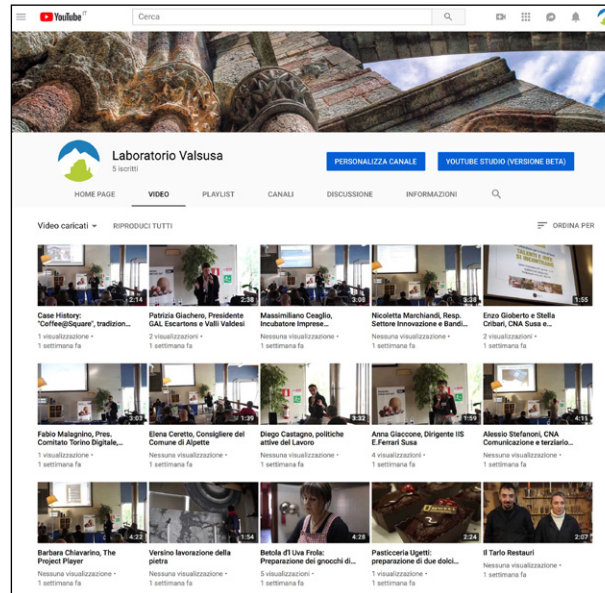 YouTube IT
Cerca
Laboratorio Valsusa
5 iscritti
PERSONALIZZA CANALE
YOUTUBE STUDIO (VERSIONE BETA)
HOME PAGE VIDEO PLAYLIST CANALI DISCUSSIONE INFORMAZIONI
Video caricati RIPRODUCI TUTTI ORDINA PER
2:14
Case History:
"Coffee@Square", tradizion...
1 visualizzazione •
1 settimana fa
2:38
Patrizia Giachero, Presidente
GAL Escartons e Valli Valdesi
2 visualizzazioni •
1 settimana fa
3:08
Massimiliano Ceaglio,
Incubatore Imprese...
Nessuna visualizzazione •
1 settimana fa
3:38
Nicoletta Marchiandi, Resp.
Settore Innovazione e Bandi...
Nessuna visualizzazione •
1 settimana fa
TALENTI E IDEE
DI INCONTRANO
1:55
Enzo Gioberto e Stella
Cribari, CNA Susa e...
2 visualizzazioni •
1 settimana fa
3:03
Fabio Malagnino, Pres.
Comitato Torino Digitale,...
1 visualizzazione •
1 settimana fa
1:39
Elena Ceretto, Consigliere del
Comune di Alpette
Nessuna visualizzazione •
1 settimana fa
3:32
Diego Castagno, politiche
attive del Lavoro
Nessuna visualizzazione •
1 settimana fa
1:59
Anna Giaccone, Dirigente IIS
E.Ferrari Susa
4 visualizzazioni •
1 settimana fa
4:11
Alessio Stefanoni, CNA
Comunicazione e terziario...
Nessuna visualizzazione •
1 settimana fa
4:22
Barbara Chiavarino, The
Project Player
Nessuna visualizzazione •
1 settimana fa
1:54
Versino lavorazione della
pietra
Nessuna visualizzazione •
1 settimana fa
4:28
Betola d'l Uva Frola:
Preparazione dei gnocchi di...
5 visualizzazioni •
1 settimana fa
2:24
Pasticceria Ugetti:
preparazione di due dolci...
1 visualizzazione •
1 settimana fa
2:07
Il Tarlo Restauri
Nessuna visualizzazione •
1 settimana fa